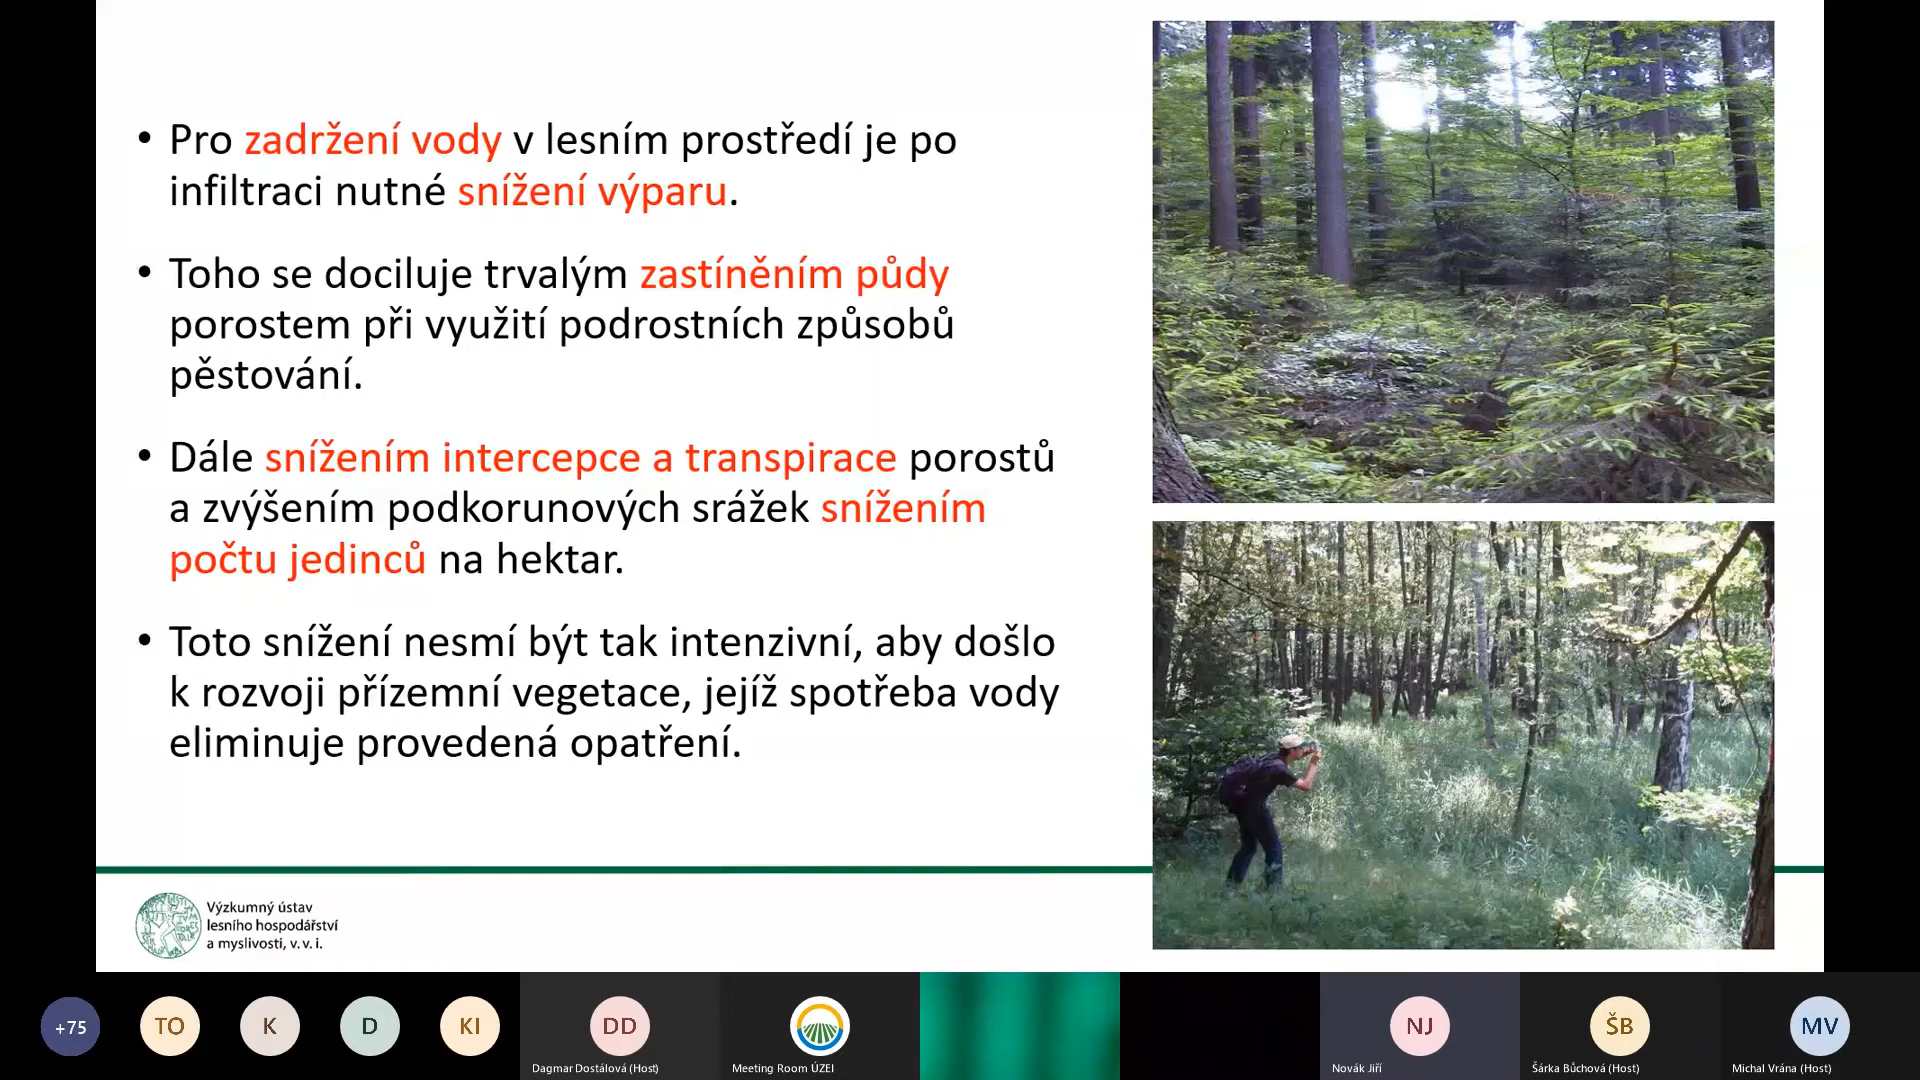 • Pro zadržení vody v lesním prostředí je po
infiltraci nutné snížení výparu.
• Toho se dociluje trvalým zastíněním půdy
porostem při využití podrostních způsobů
pěstování.
• Dále snížením intercepce a transpirace porostů
a zvýšením podkorunových srážek snížením
počtu jedinců na hektar.
• Toto snížení nesmí být tak intenzivní, aby došlo
k rozvoji přízemní vegetace, jejíž spotřeba vody
eliminuje provedená opatření.
Výzkumný ústav
lesního hospodářství
a myslivosti, v. v. i.
+75
TO
K
D
KI
DD
NJ
ŠB
MV
Dagmar Dostálová (Host)
Meeting Room ÚZEI
Novák Jiří
Šárka Bůchová (Host)
Michal Vrána (Host)